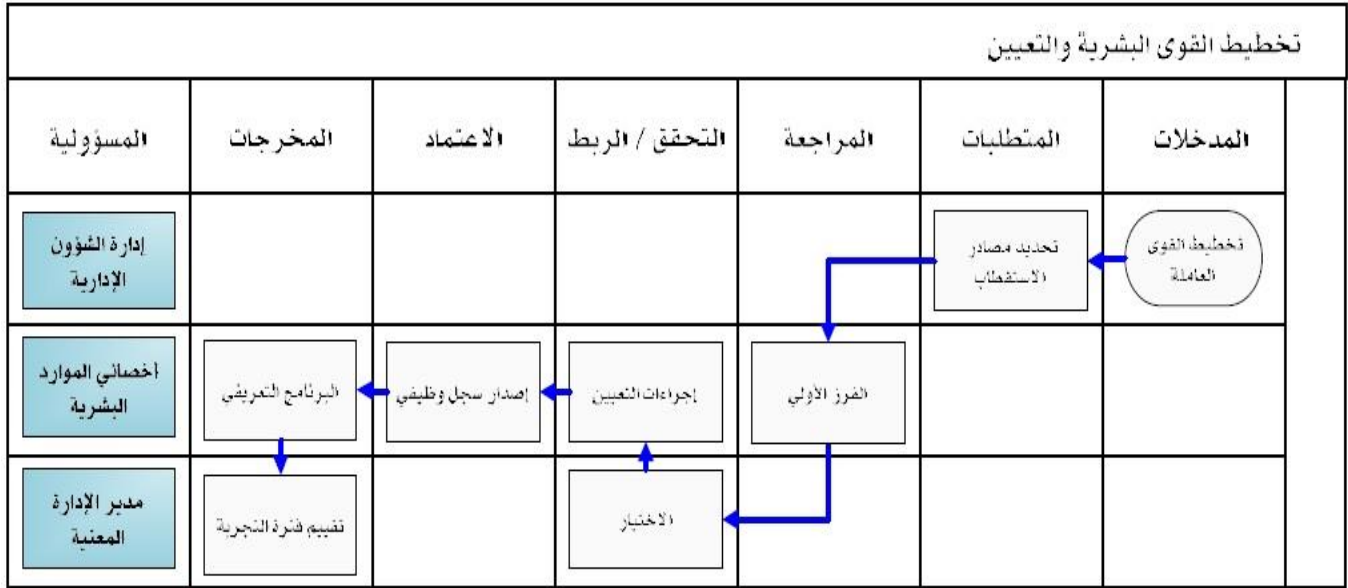 تخطيط القوى البشرية والتعيين
المدخلات
المتطلبات
المراجعة
التحقق / الربط
الاعتماد
المخرجات
المسؤولية
تخطيط القوى
العاملة
تحديد مصادر
الاستقطاب
إدارة الشؤون
الإدارية
الفرز الأولي
إجراءات التعيين
إصدار سجل وظيفي
البرنامج التعريفي
أخصائي الموارد
البشرية
الاختيار
تقييم فترة التجربة
مدير الإدارة
المعنية